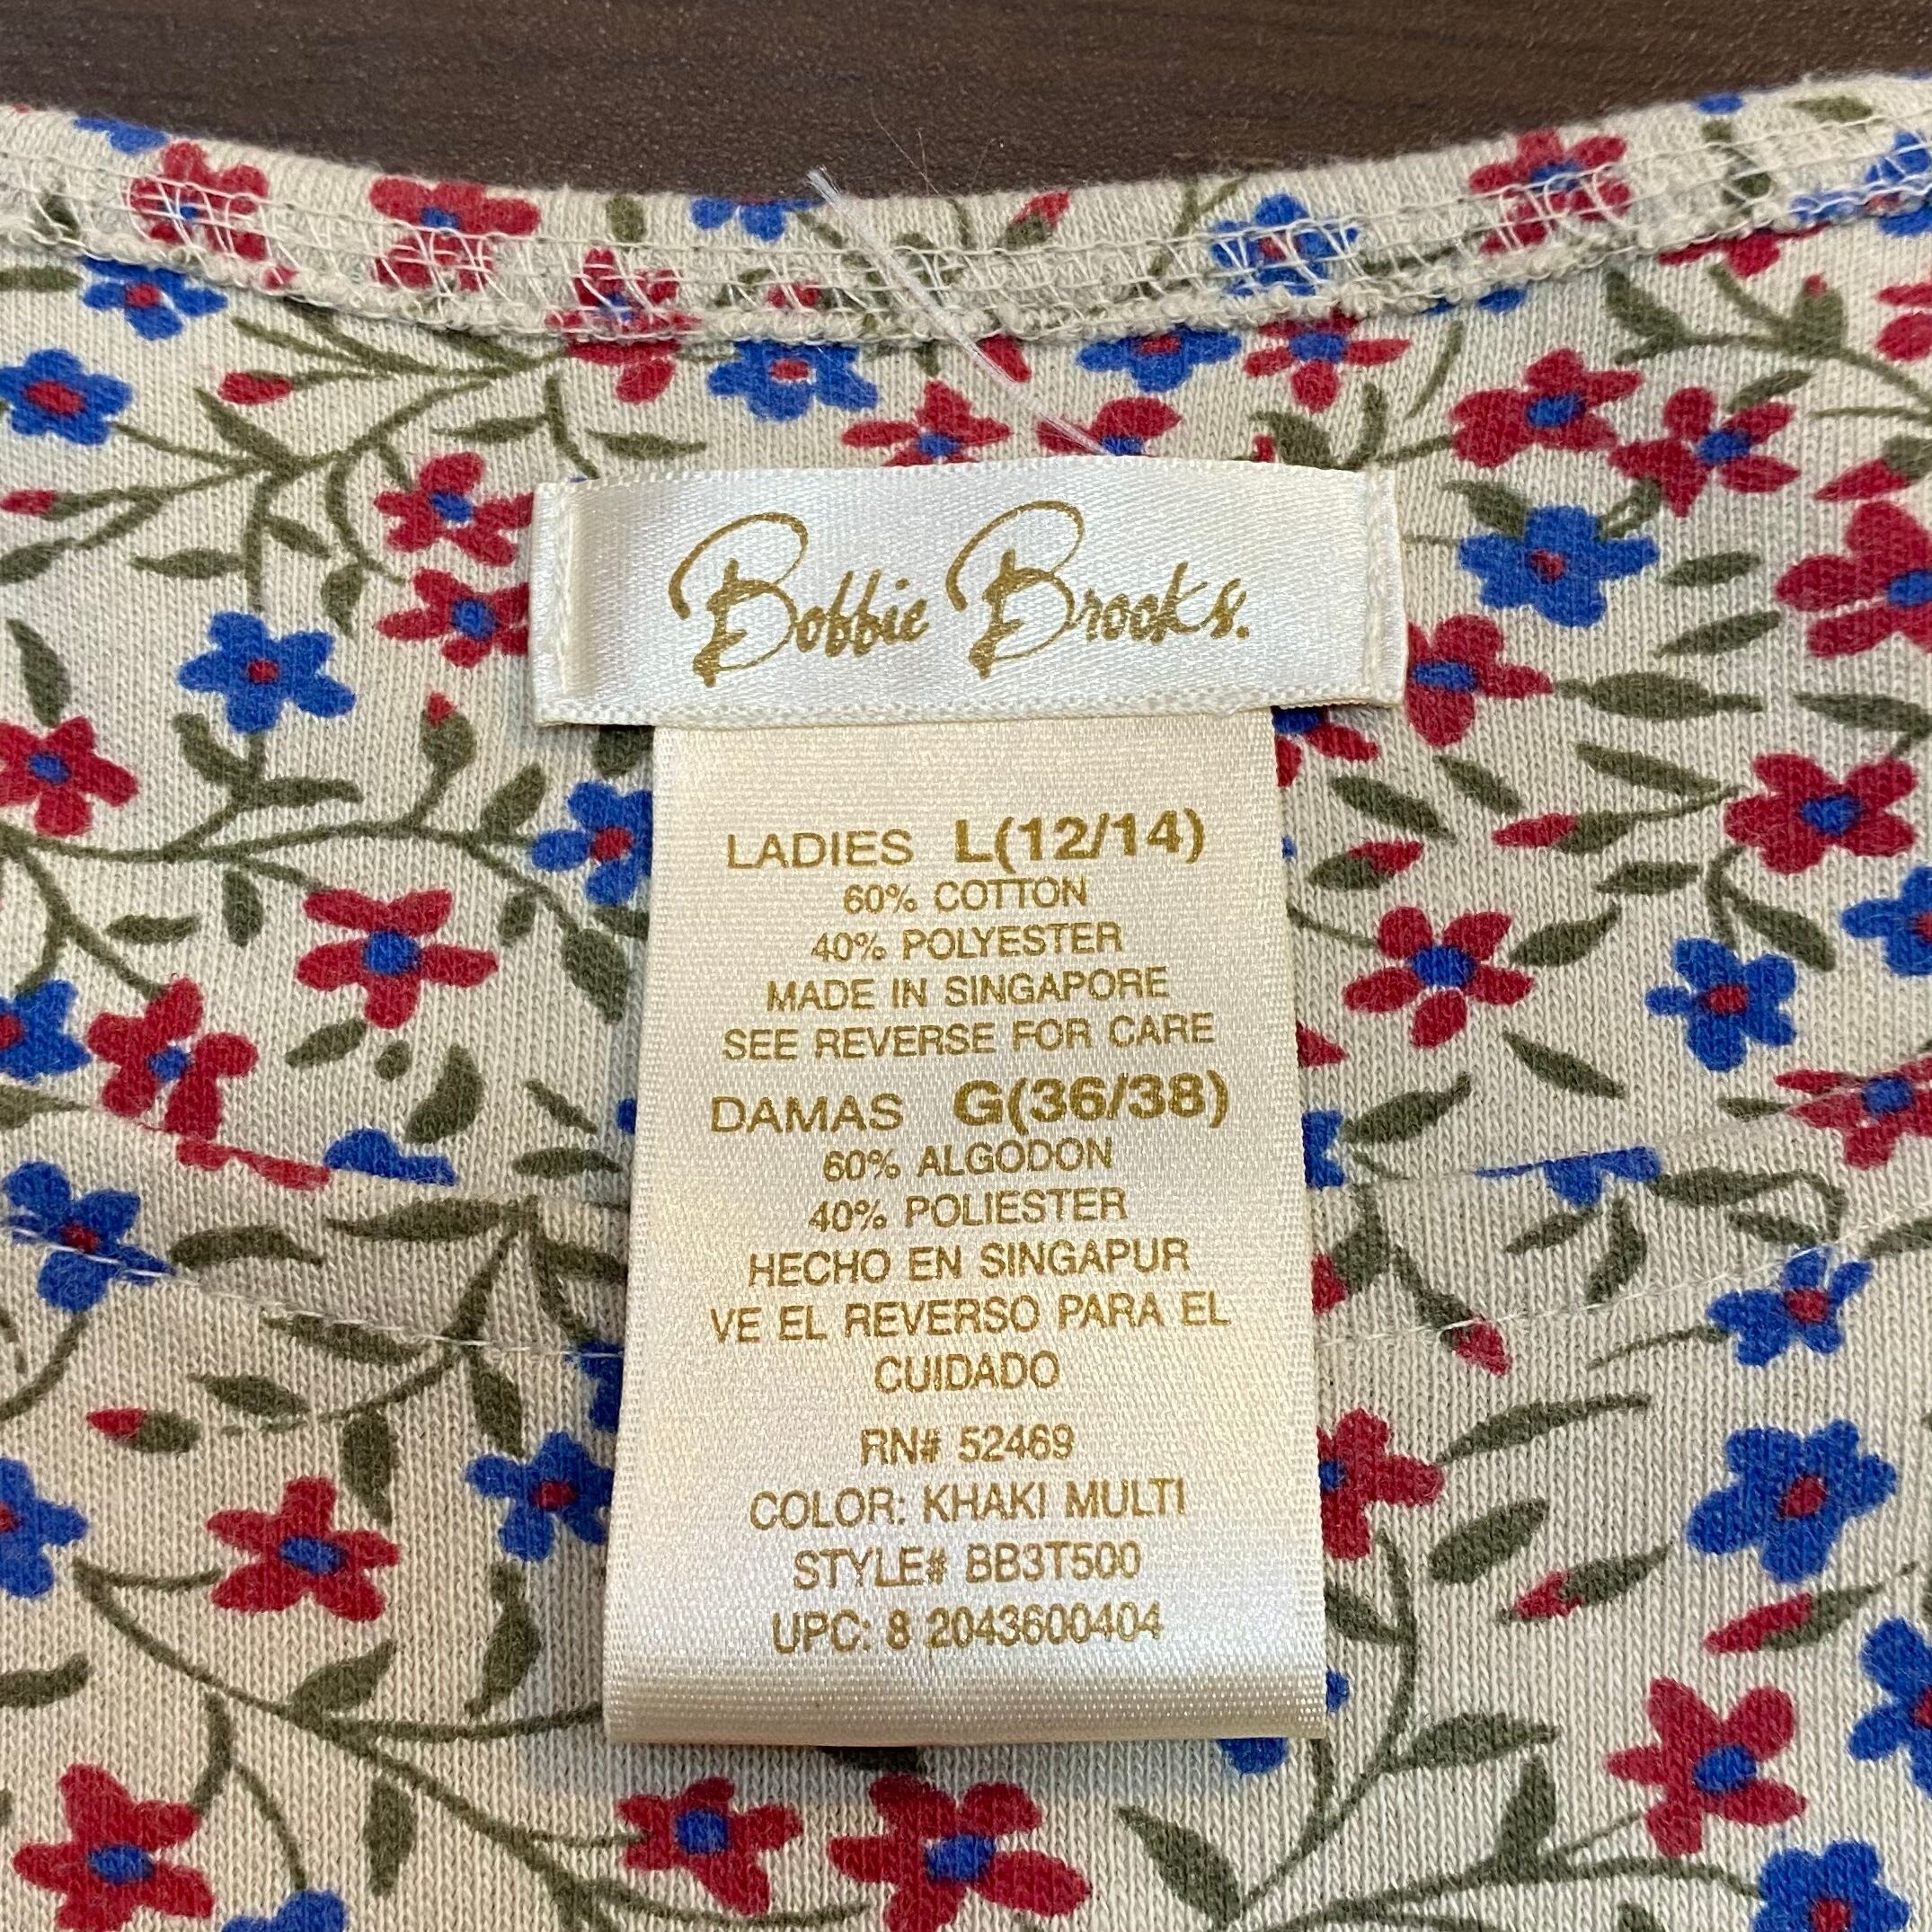 Bobbie Brooks.
LADIES L(12/14)
60% COTTON
40% POLYESTER
MADE IN SINGAPORE
SEE REVERSE FOR CARE
DAMAS G(36/38)
60% ALGODON
40% POLIESTER
HECHO EN SINGAPUR
VE EL REVERSO PARA EL
CUIDADO
RN# 52469
COLOR: KHAKI MULTI
STYLE# BB3T500
UPC: 8 2043600404